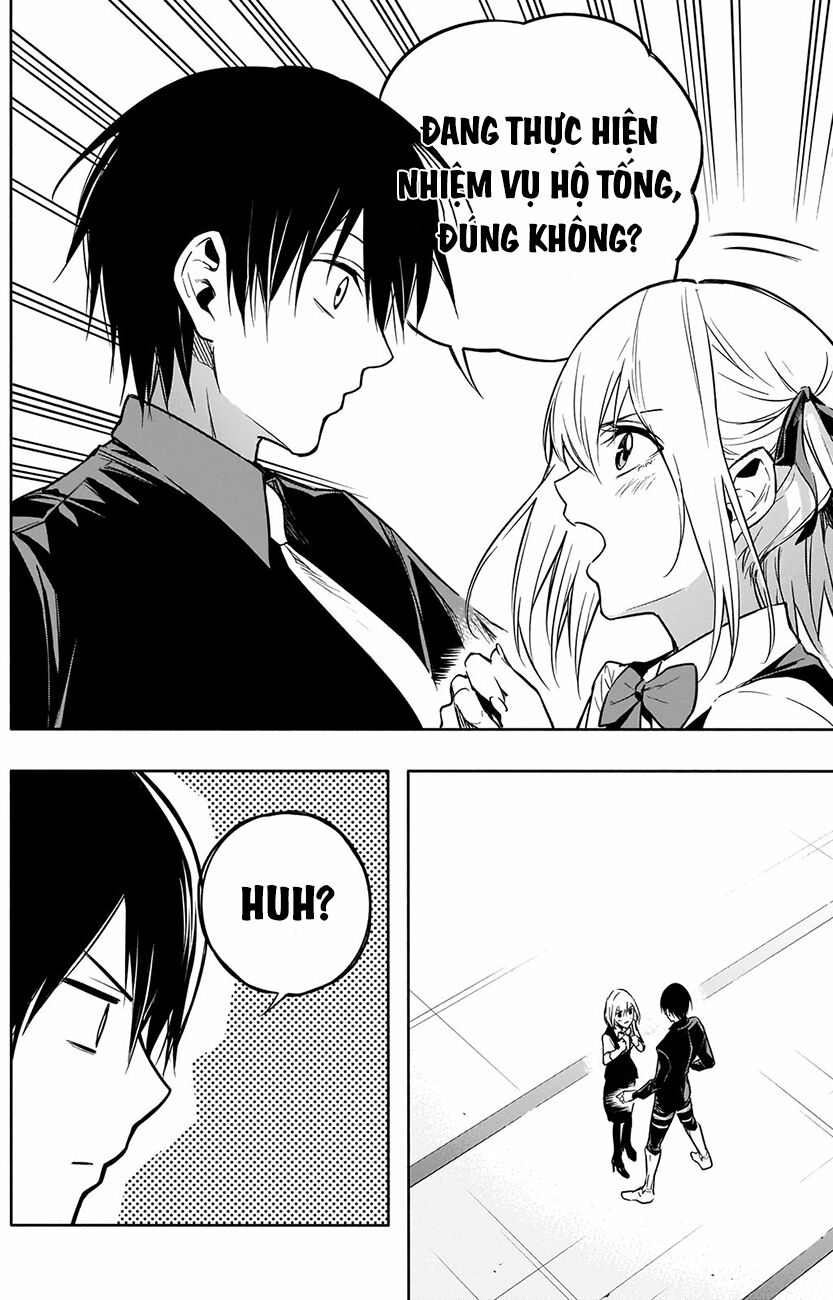 ĐANG THỰC HIỆN
NHIỆM VỤ HỘ TỐNG,
ĐÚNG KHÔNG?
HUH?